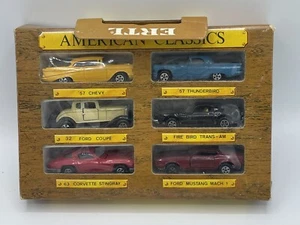 ERTL
AMERICAN CLASSICS
'57 CHEVY
'57 THUNDERBIRD
'32 FORD COUPE
FIRE BIRD TRANS-AM
'63 CORVETTE STINGRAY
FORD MUSTANG MACH 1